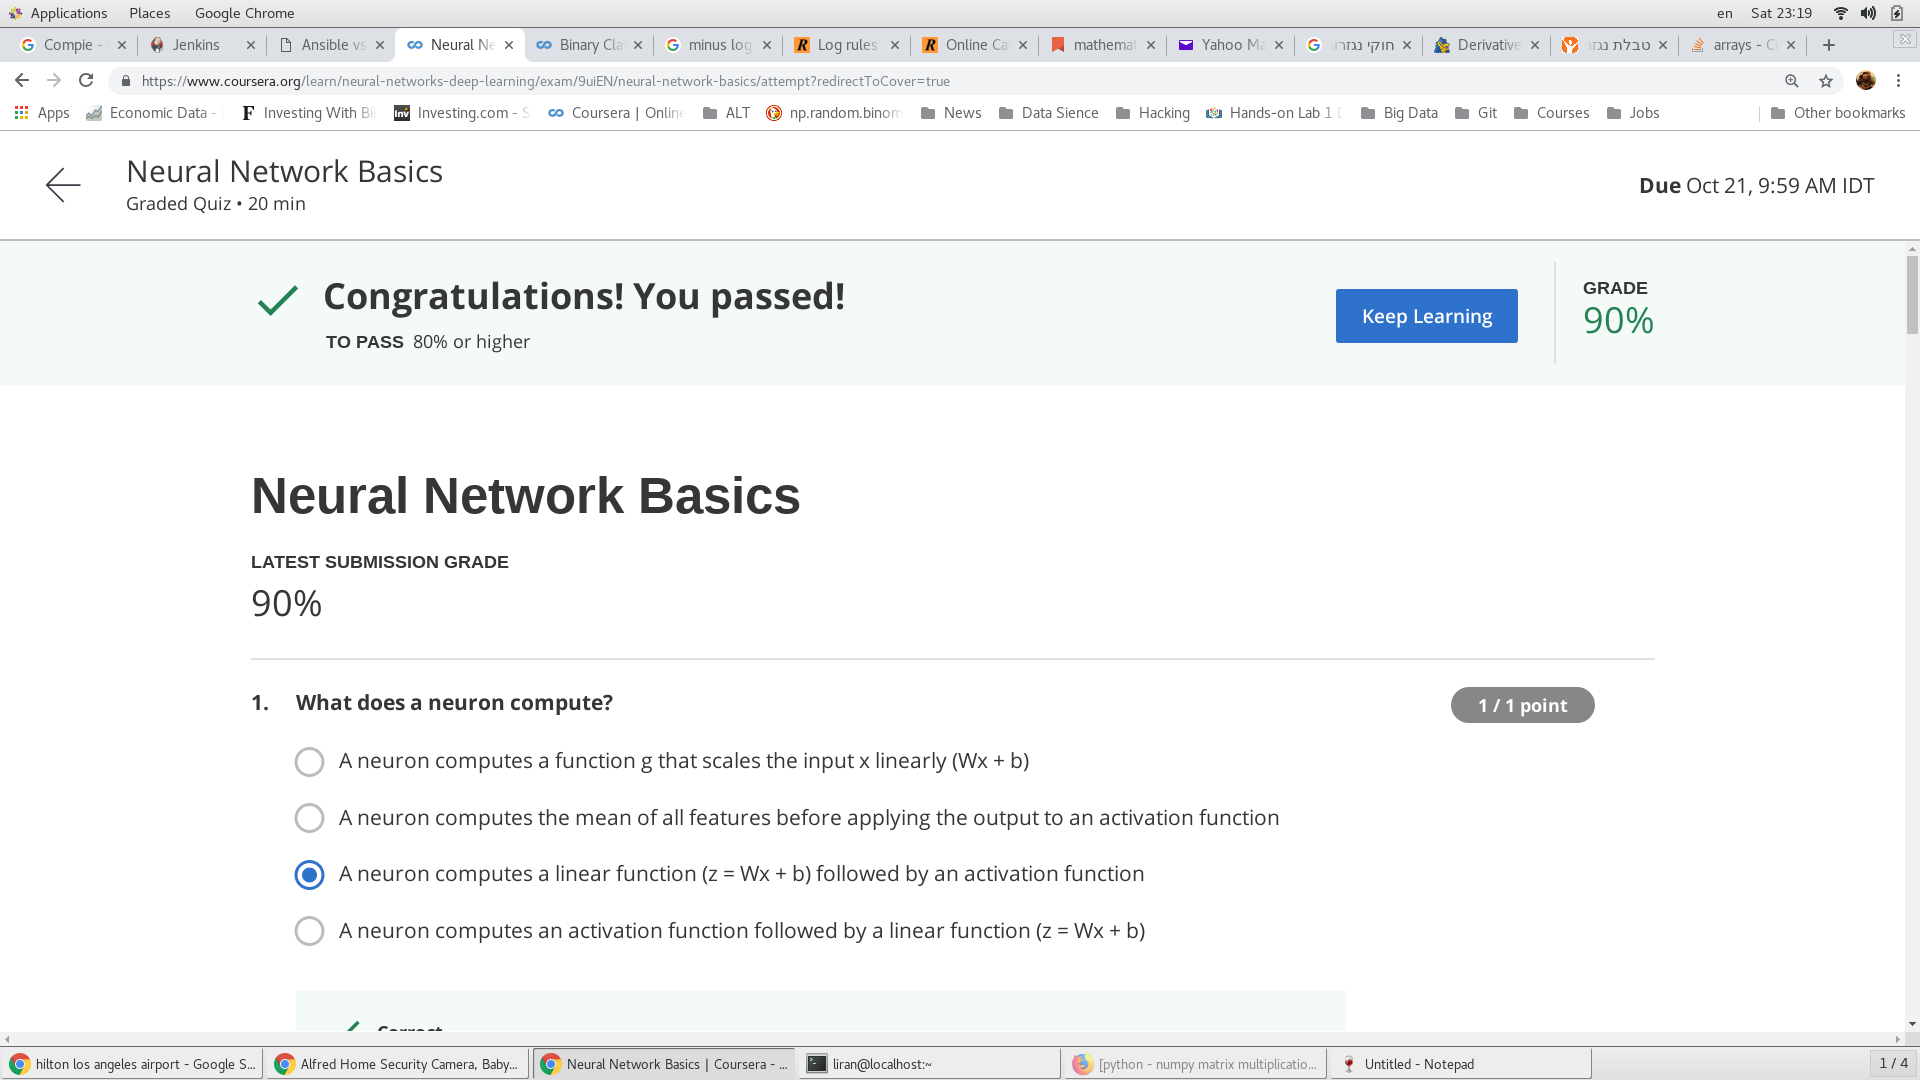 Applications Places Google Chrome en Sat 23:19
Compie - Jenkins Ansible vs Neural Ne Binary Cla minus log Log rules Online Ca mathemat Yahoo Ma חוקי נגזרו Derivative טבלת נגזר arrays - C
https://www.coursera.org/learn/neural-networks-deep-learning/exam/9uiEN/neural-network-basics/attempt?redirectToCover=true
Apps Economic Data - Investing With Bil Investing.com - S Coursera | Online ALT np.random.binom News Data Sience Hacking Hands-on Lab 1 Big Data Git Courses Jobs Other bookmarks
Neural Network Basics
Graded Quiz • 20 min
Due Oct 21, 9:59 AM IDT
Congratulations! You passed!
TO PASS 80% or higher
Keep Learning
GRADE
90%
Neural Network Basics
LATEST SUBMISSION GRADE
90%
1. What does a neuron compute?
1 / 1 point
A neuron computes a function g that scales the input x linearly (Wx + b)
A neuron computes the mean of all features before applying the output to an activation function
A neuron computes a linear function (z = Wx + b) followed by an activation function
A neuron computes an activation function followed by a linear function (z = Wx + b)
Correct
hilton los angeles airport - Google S... Alfred Home Security Camera, Baby... Neural Network Basics | Coursera - ... liran@localhost:~ [python - numpy matrix multiplicatio... Untitled - Notepad 1 / 4